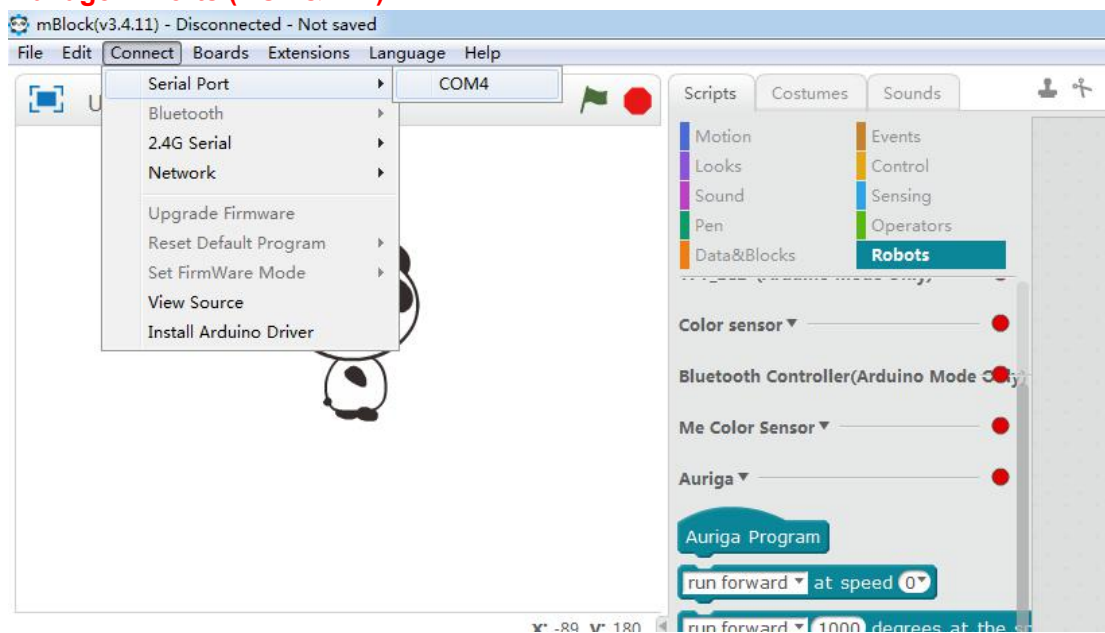 mBlock(v3.4.11) - Disconnected - Not saved
File Edit Connect Boards Extensions Language Help
Serial Port
COM4
Bluetooth
2.4G Serial
Network
Upgrade Firmware
Reset Default Program
Set FirmWare Mode
View Source
Install Arduino Driver
U
Scripts Costumes Sounds
Motion Events
Looks Control
Sound Sensing
Pen Operators
Data&Blocks Robots
Color sensor
Bluetooth Controller(Arduino Mode Only)
Me Color Sensor
Auriga
Auriga Program
run forward at speed 0
run forward 1000 degrees at the
X: -89 Y: 180